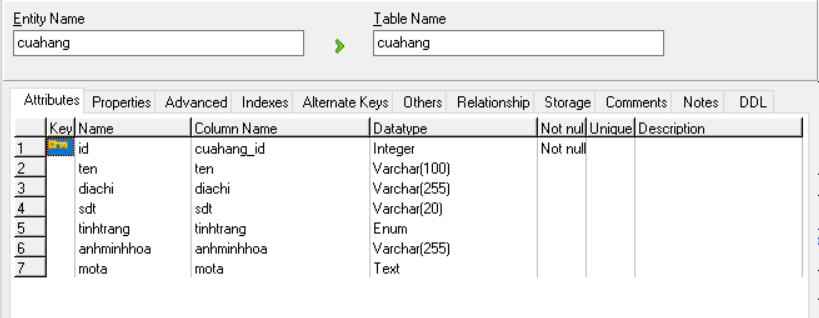 Entity Name Table Name
cuahang cuahang
Attributes Properties Advanced Indexes Alternate Keys Others Relationship Storage Comments Notes DDL
Key Name Column Name Datatype Not nul Unique Description
1 id cuahang_id Integer Not null
2 ten ten Varchar(100)
3 diachi diachi Varchar(255)
4 sdt sdt Varchar(20)
5 tinhtrang tinhtrang Enum
6 anhminhhoa anhminhhoa Varchar(255)
7 mota mota Text